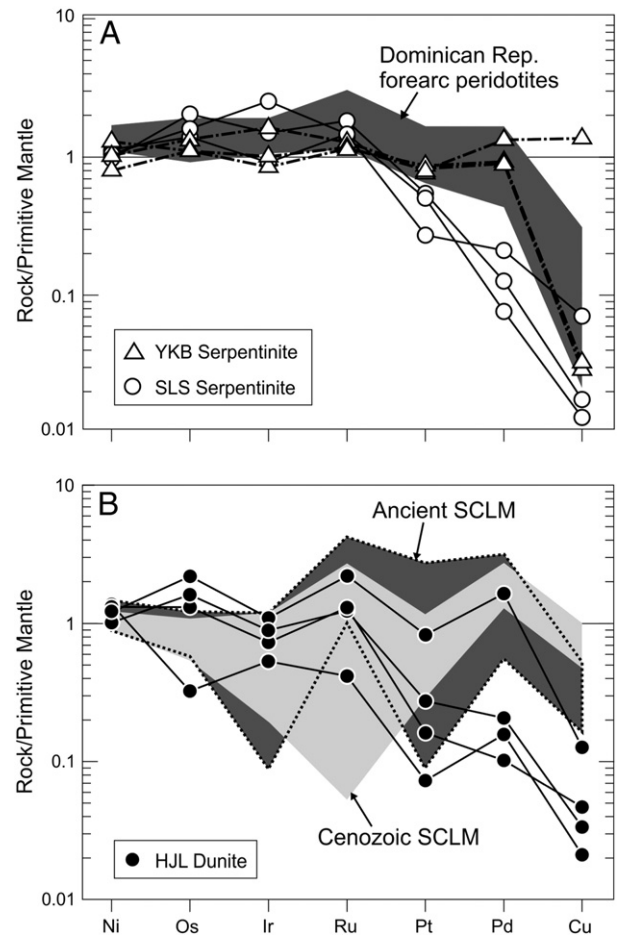 A
10
1
0.1
0.01
Rock/Primitive Mantle
Dominican Rep.
forearc peridotites
YKB Serpentinite
SLS Serpentinite
B
10
1
0.1
0.01
Rock/Primitive Mantle
Ancient SCLM
Cenozoic SCLM
HJL Dunite
Ni Os Ir Ru Pt Pd Cu